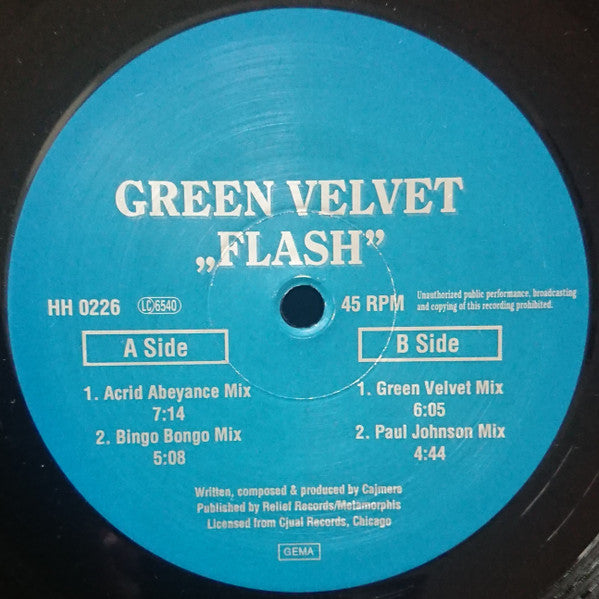 GREEN VELVET
„FLASH”
HH 0226 LC 6540
45 RPM
Unauthorized public performance, broadcasting
and copying of this recording prohibited.
A Side
1. Acrid Abeyance Mix
7:14
2. Bingo Bongo Mix
5:08
B Side
1. Green Velvet Mix
6:05
2. Paul Johnson Mix
4:44
Written, composed & produced by Cajmere
Published by Relief Records/Metamorphis
Licensed from Cjual Records, Chicago
GEMA